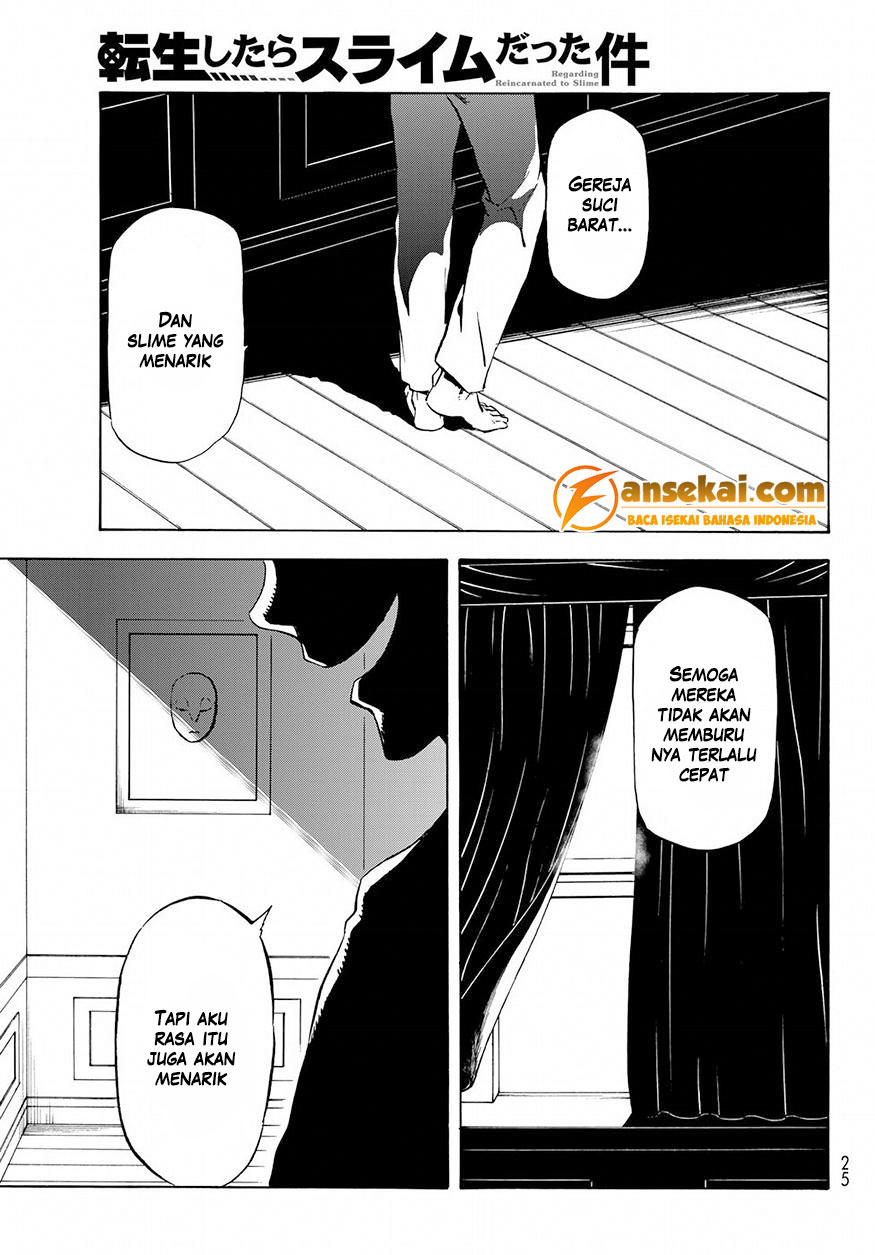 転生したらスライムだった件
Regarding
Reincarnated to Slime
GEREJA
SUCI
BARAT...
DAN
SLIME YANG
MENARIK
ansekai.com
BACA ISEKAI BAHASA INDONESIA
SEMOGA
MEREKA
TIDAK AKAN
MEMBURU
NYA TERLALU
CEPAT
TAPI AKU
RASA ITU
JUGA AKAN
MENARIK
25